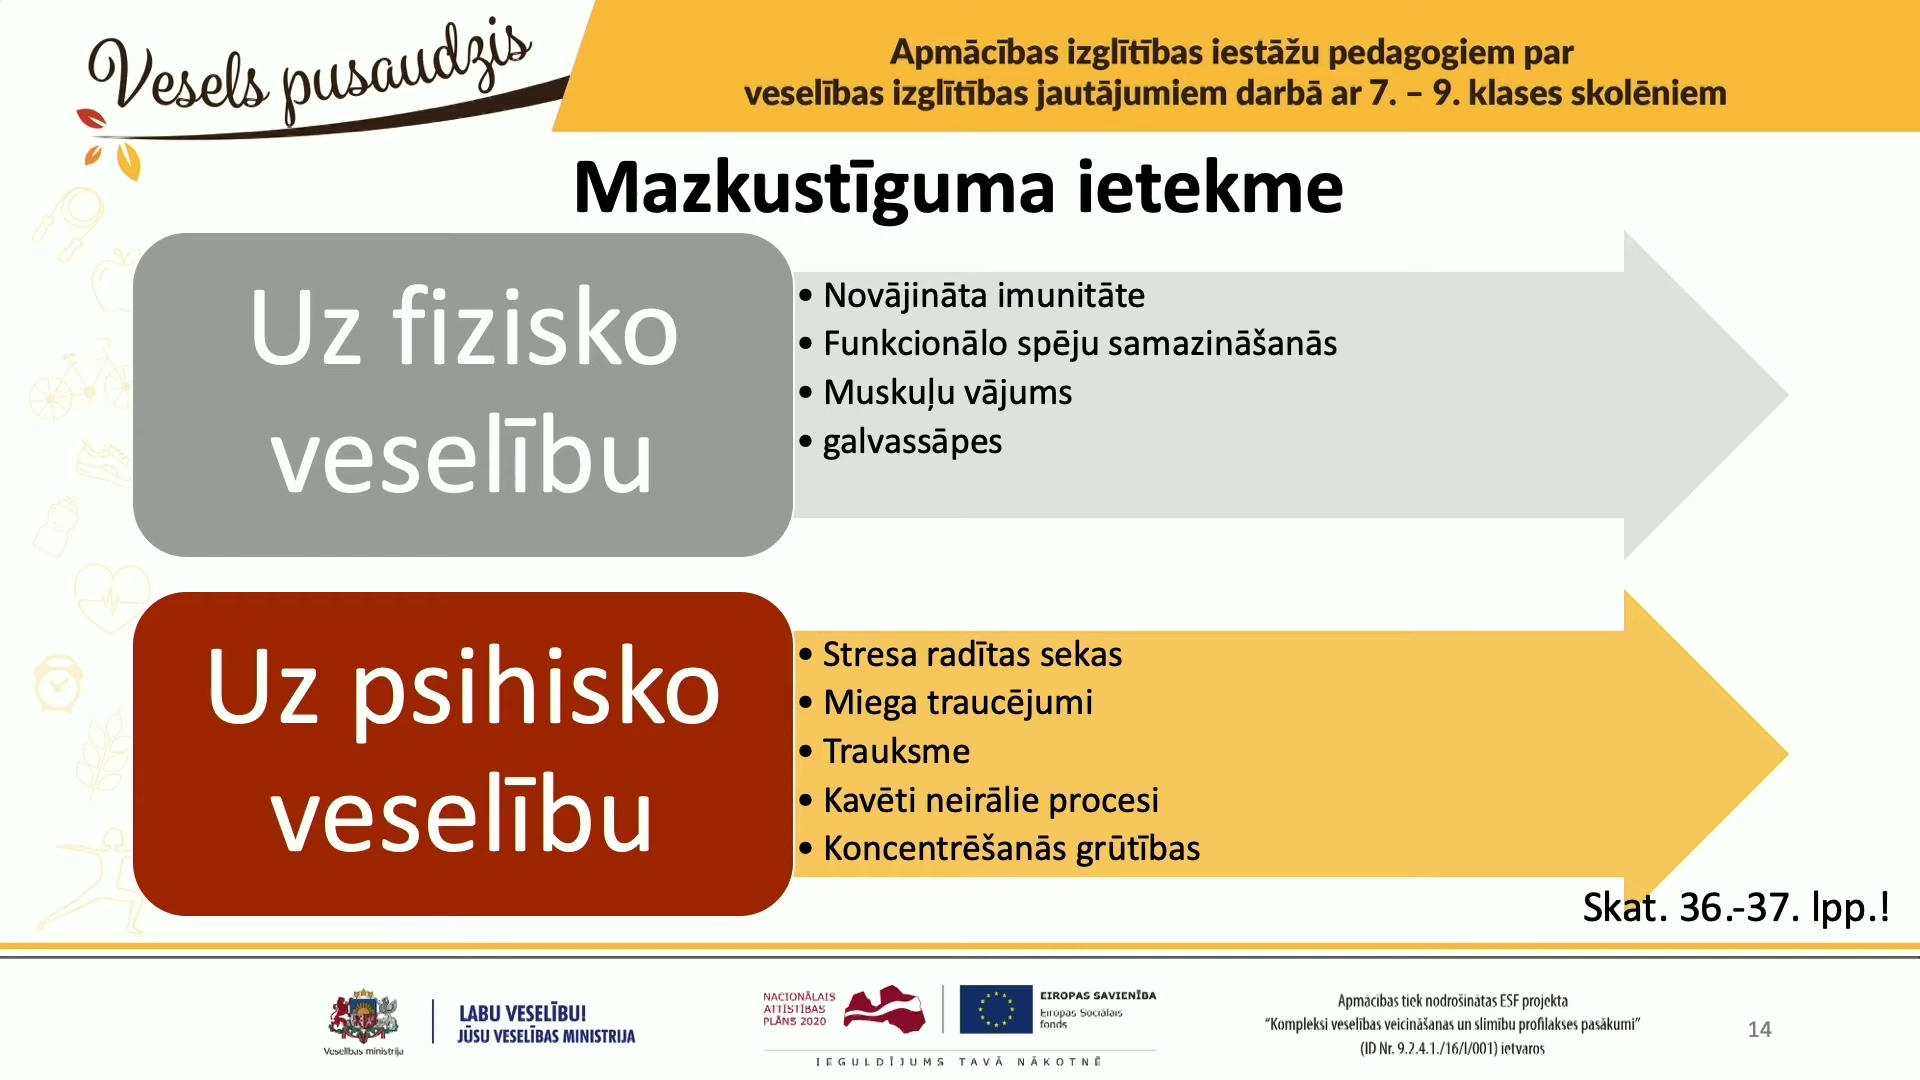 Vesels pusaudzis
Apmācības izglītības iestāžu pedagogiem par
veselības izglītības jautājumiem darbā ar 7. – 9. klases skolēniem
Mazkustīguma ietekme
Uz fizisko
veselību
• Novājināta imunitāte
• Funkcionālo spēju samazināšanās
• Muskuļu vājums
• galvassāpes
Uz psihisko
veselību
• Stresa radītas sekas
• Miega traucējumi
• Trauksme
• Kavēti neirālie procesi
• Koncentrēšanās grūtības
Skat. 36.-37. lpp.!
Veselības ministrija
LABU VESELĪBU!
JŪSU VESELĪBAS MINISTRIJA
NACIONĀLAIS
ATTĪSTĪBAS
PLĀNS 2020
EIROPAS SAVIENĪBA
Eiropas Sociālais
fonds
IEGULDĪJUMS TAVĀ NĀKOTNĒ
Apmācības tiek nodrošinātas ESF projekta
“Kompleksi veselības veicināšanas un slimību profilakses pasākumi”
(ID Nr. 9.2.4.1./16/I/001) ietvaros
14